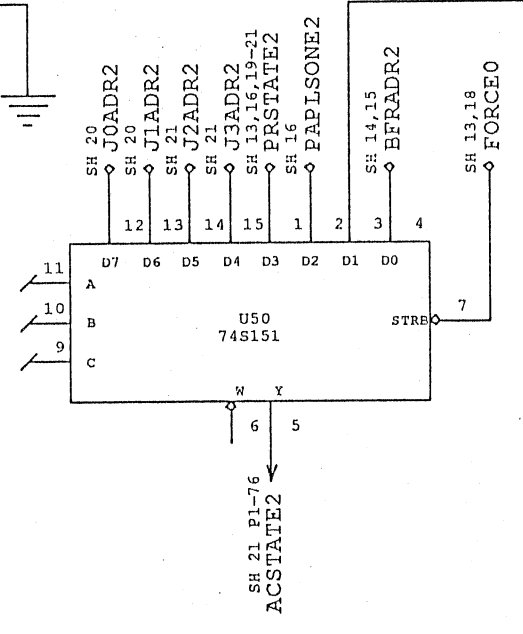 SH 20
J0ADR2
SH 20
J1ADR2
SH 21
J2ADR2
SH 21
J3ADR2
SH 13,16,19-21
PRSTATE2
SH 16
PAPLSONE2
SH 14,15
BFRADR2
SH 13,18
FORCE0
12 13 14 15 1 2 3 4
D7 D6 D5 D4 D3 D2 D1 D0
11
A
10
B
9
C
U50
74S151
STRB
7
W Y
6 5
SH 21 P1-76
ACSTATE2